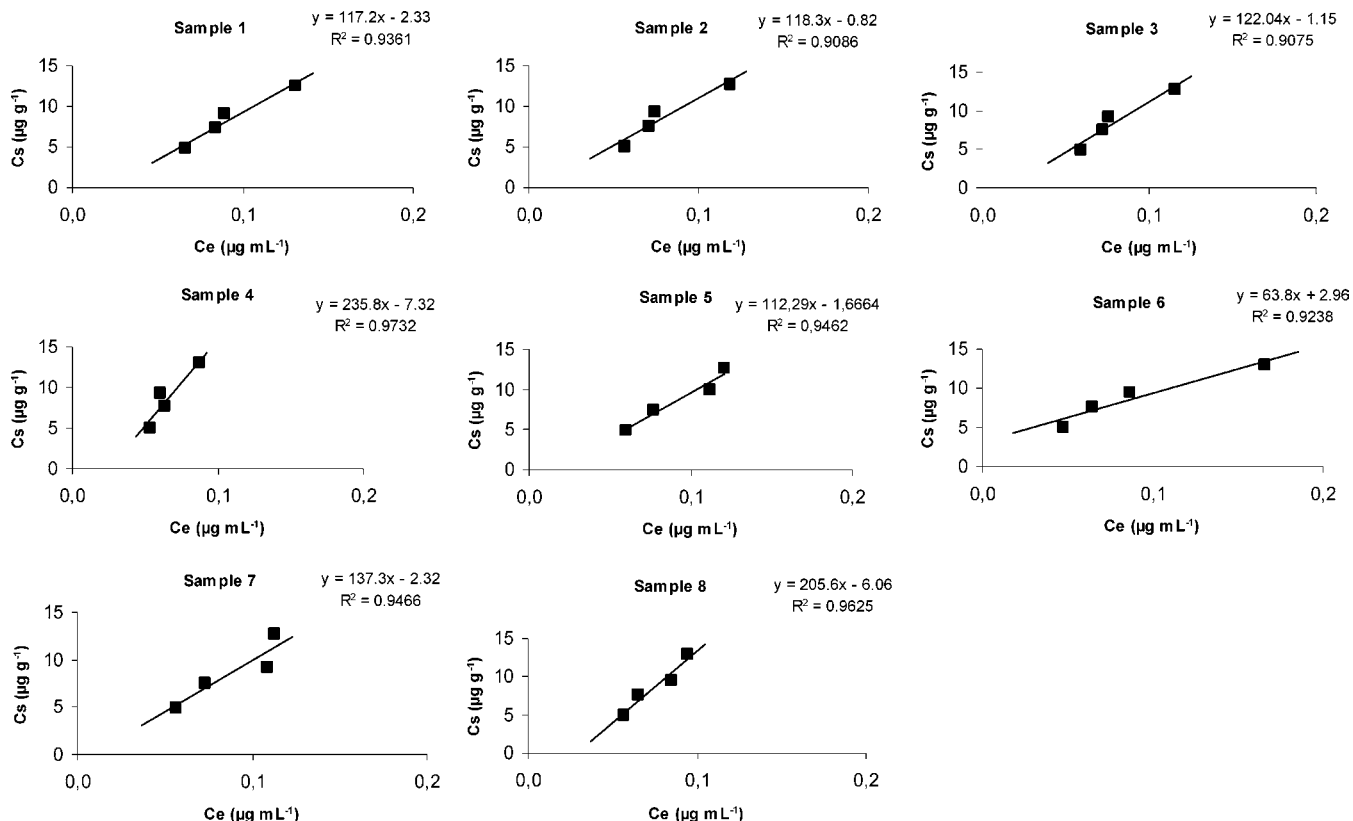 Sample 1
y = 117.2x - 2.33
R² = 0.9361
15
10
5
0
Cs (µg g⁻¹)
0,0
0,1
0,2
Ce (µg mL⁻¹)
Sample 2
y = 118.3x - 0.82
R² = 0.9086
15
10
5
0
Cs (µg g⁻¹)
0,0
0,1
0,2
Ce (µg mL⁻¹)
Sample 3
y = 122.04x - 1.15
R² = 0.9075
15
10
5
0
Cs (µg g⁻¹)
0,0
0,1
0,2
Ce (µg mL⁻¹)
Sample 4
y = 235.8x - 7.32
R² = 0.9732
15
10
5
0
Cs (µg g⁻¹)
0,0
0,1
0,2
Ce (µg mL⁻¹)
Sample 5
y = 112,29x - 1,6664
R² = 0,9462
15
10
5
0
Cs (µg g⁻¹)
0,0
0,1
0,2
Ce (µg mL⁻¹)
Sample 6
y = 63.8x + 2.96
R² = 0.9238
15
10
5
0
Cs (µg g⁻¹)
0,0
0,1
0,2
Ce (µg mL⁻¹)
Sample 7
y = 137.3x - 2.32
R² = 0.9466
15
10
5
0
Cs (µg g⁻¹)
0,0
0,1
0,2
Ce (µg mL⁻¹)
Sample 8
y = 205.6x - 6.06
R² = 0.9625
15
10
5
0
Cs (µg g⁻¹)
0,0
0,1
0,2
Ce (µg mL⁻¹)